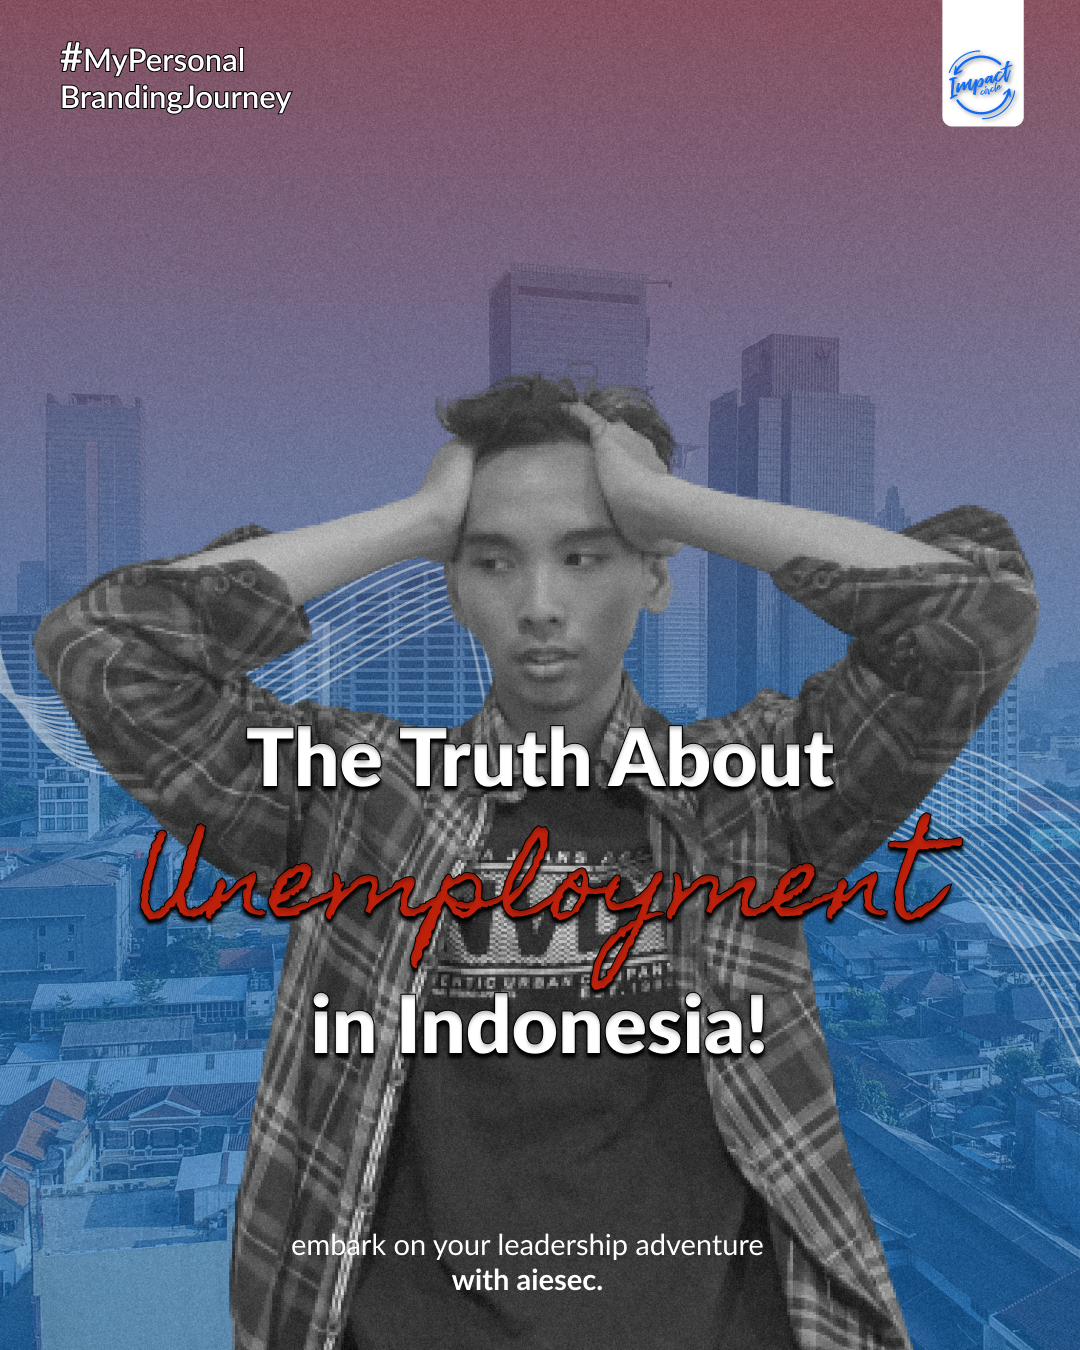 #MyPersonal
BrandingJourney
Impact
circle
The Truth About
Unemployment
in Indonesia!
embark on your leadership adventure
with aiesec.